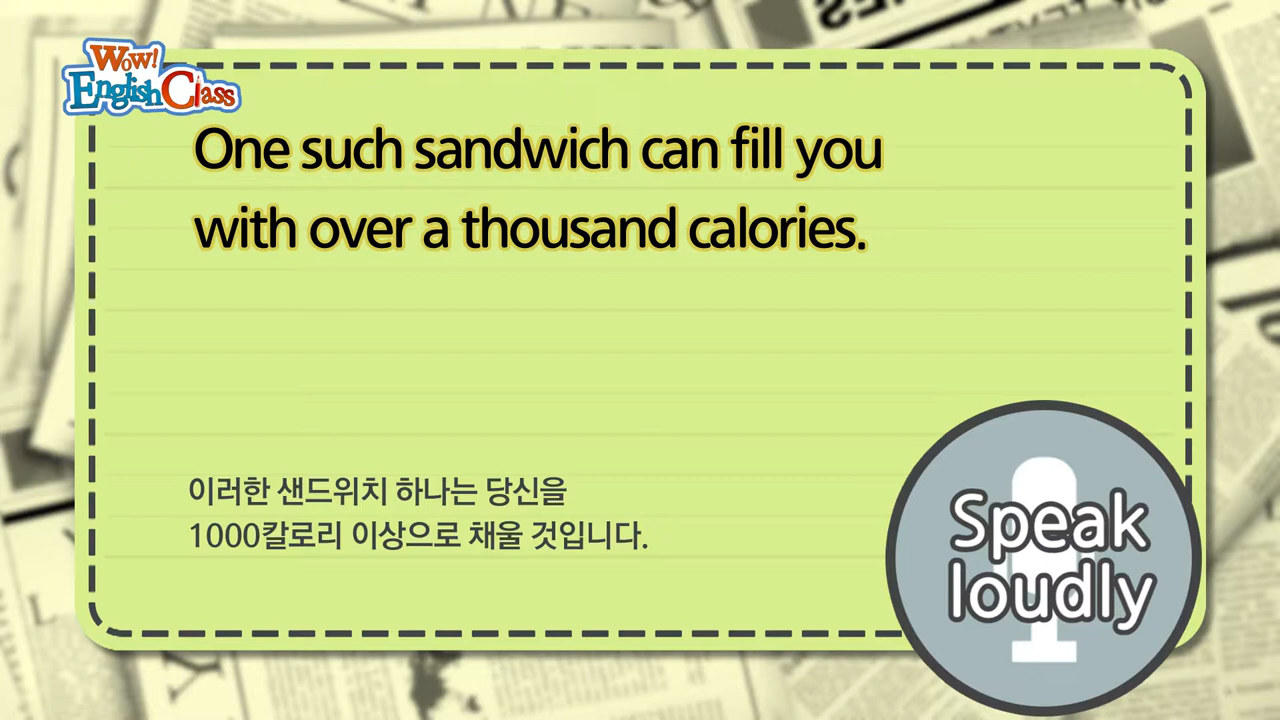 Wow!
English Class
One such sandwich can fill you
with over a thousand calories.
이러한 샌드위치 하나는 당신을
1000칼로리 이상으로 채울 것입니다.
Speak
loudly